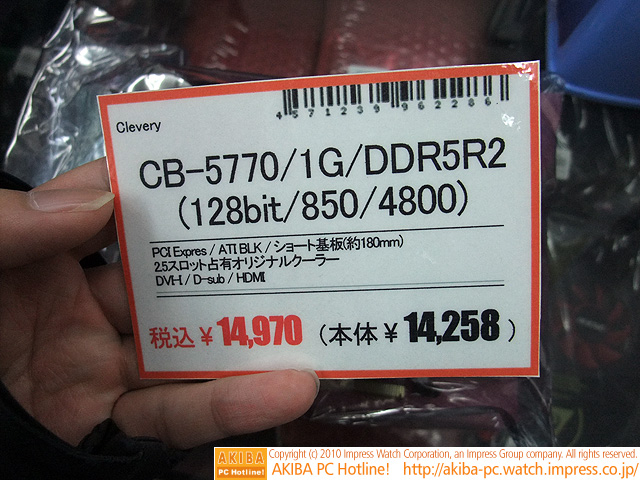 4571239962286
Clevery
CB-5770/1G/DDR5R2
(128bit/850/4800)
PCI Expres / ATI BLK / ショート基板(約180mm)
2.5スロット占有オリジナルクーラー
DVI-I / D-sub / HDMI
税込¥14,970 (本体¥14,258)
AKIBA
PC Hotline!
Copyright (c) 2010 Impress Watch Corporation, an Impress Group company. All rights reserved.
AKIBA PC Hotline! http://akiba-pc.watch.impress.co.jp/